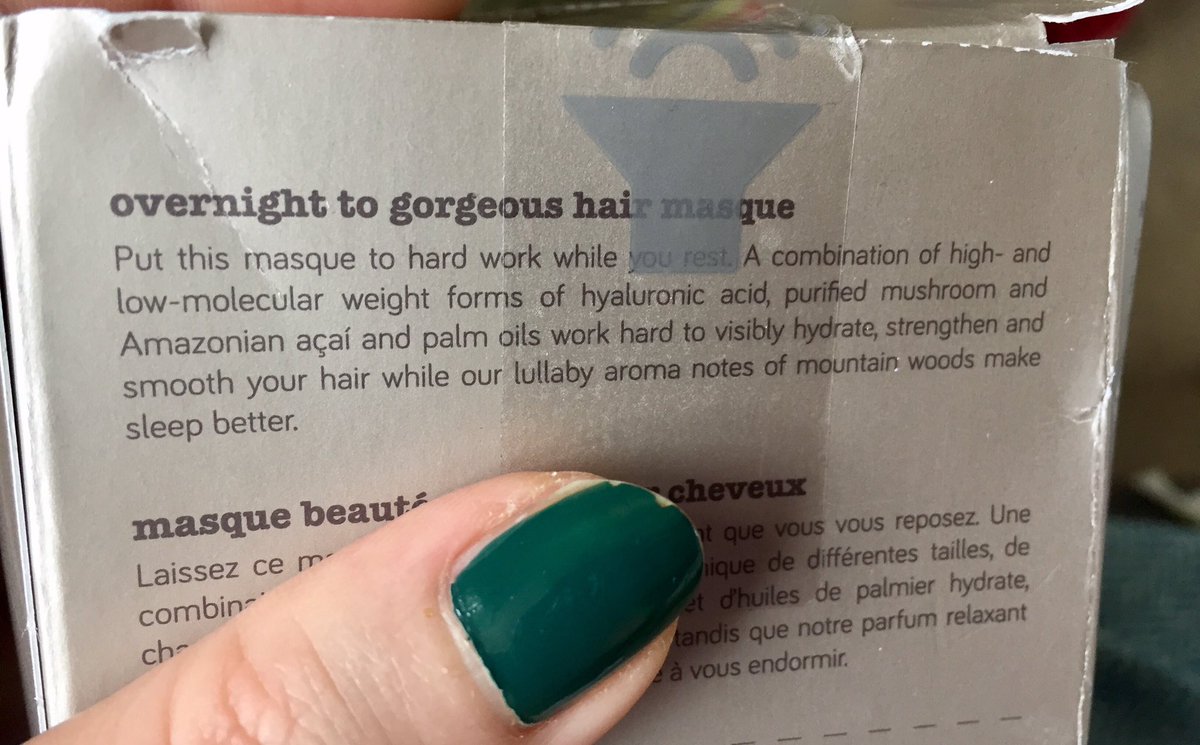 overnight to gorgeous hair masque
Put this masque to hard work while you rest. A combination of high- and
low-molecular weight forms of hyaluronic acid, purified mushroom and
Amazonian açaí and palm oils work hard to visibly hydrate, strengthen and
smooth your hair while our lullaby aroma notes of mountain woods make
sleep better.
masque beauté cheveux
Laissez ce que vous vous reposez. Une
de différentes tailles, de
et d'huiles de palmier hydrate,
tandis que notre parfum relaxant
à vous endormir.